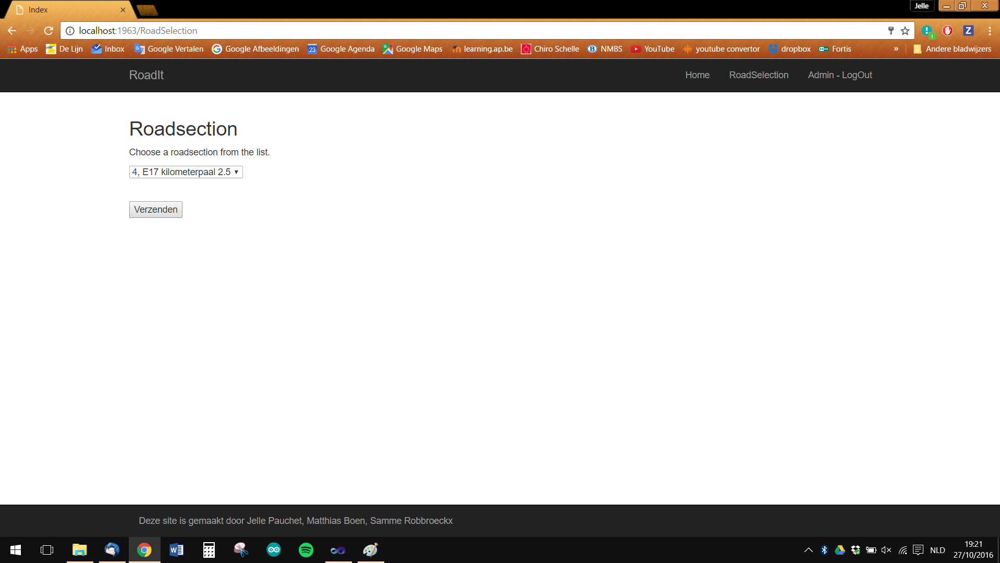 Index
Jelle
localhost:1963/RoadSelection
1
Apps De Lijn Inbox Google Vertalen Google Afbeeldingen 23 Google Agenda Google Maps learning.ap.be Chiro Schelle B NMBS YouTube youtube convertor dropbox Fortis » Andere bladwijzers
RoadIt Home RoadSelection Admin - LogOut
Roadsection
Choose a roadsection from the list.
4, E17 kilometerpaal 2.5
Verzenden
Deze site is gemaakt door Jelle Pauchet, Matthias Boen, Samme Robbroeckx
NLD
19:21
27/10/2016